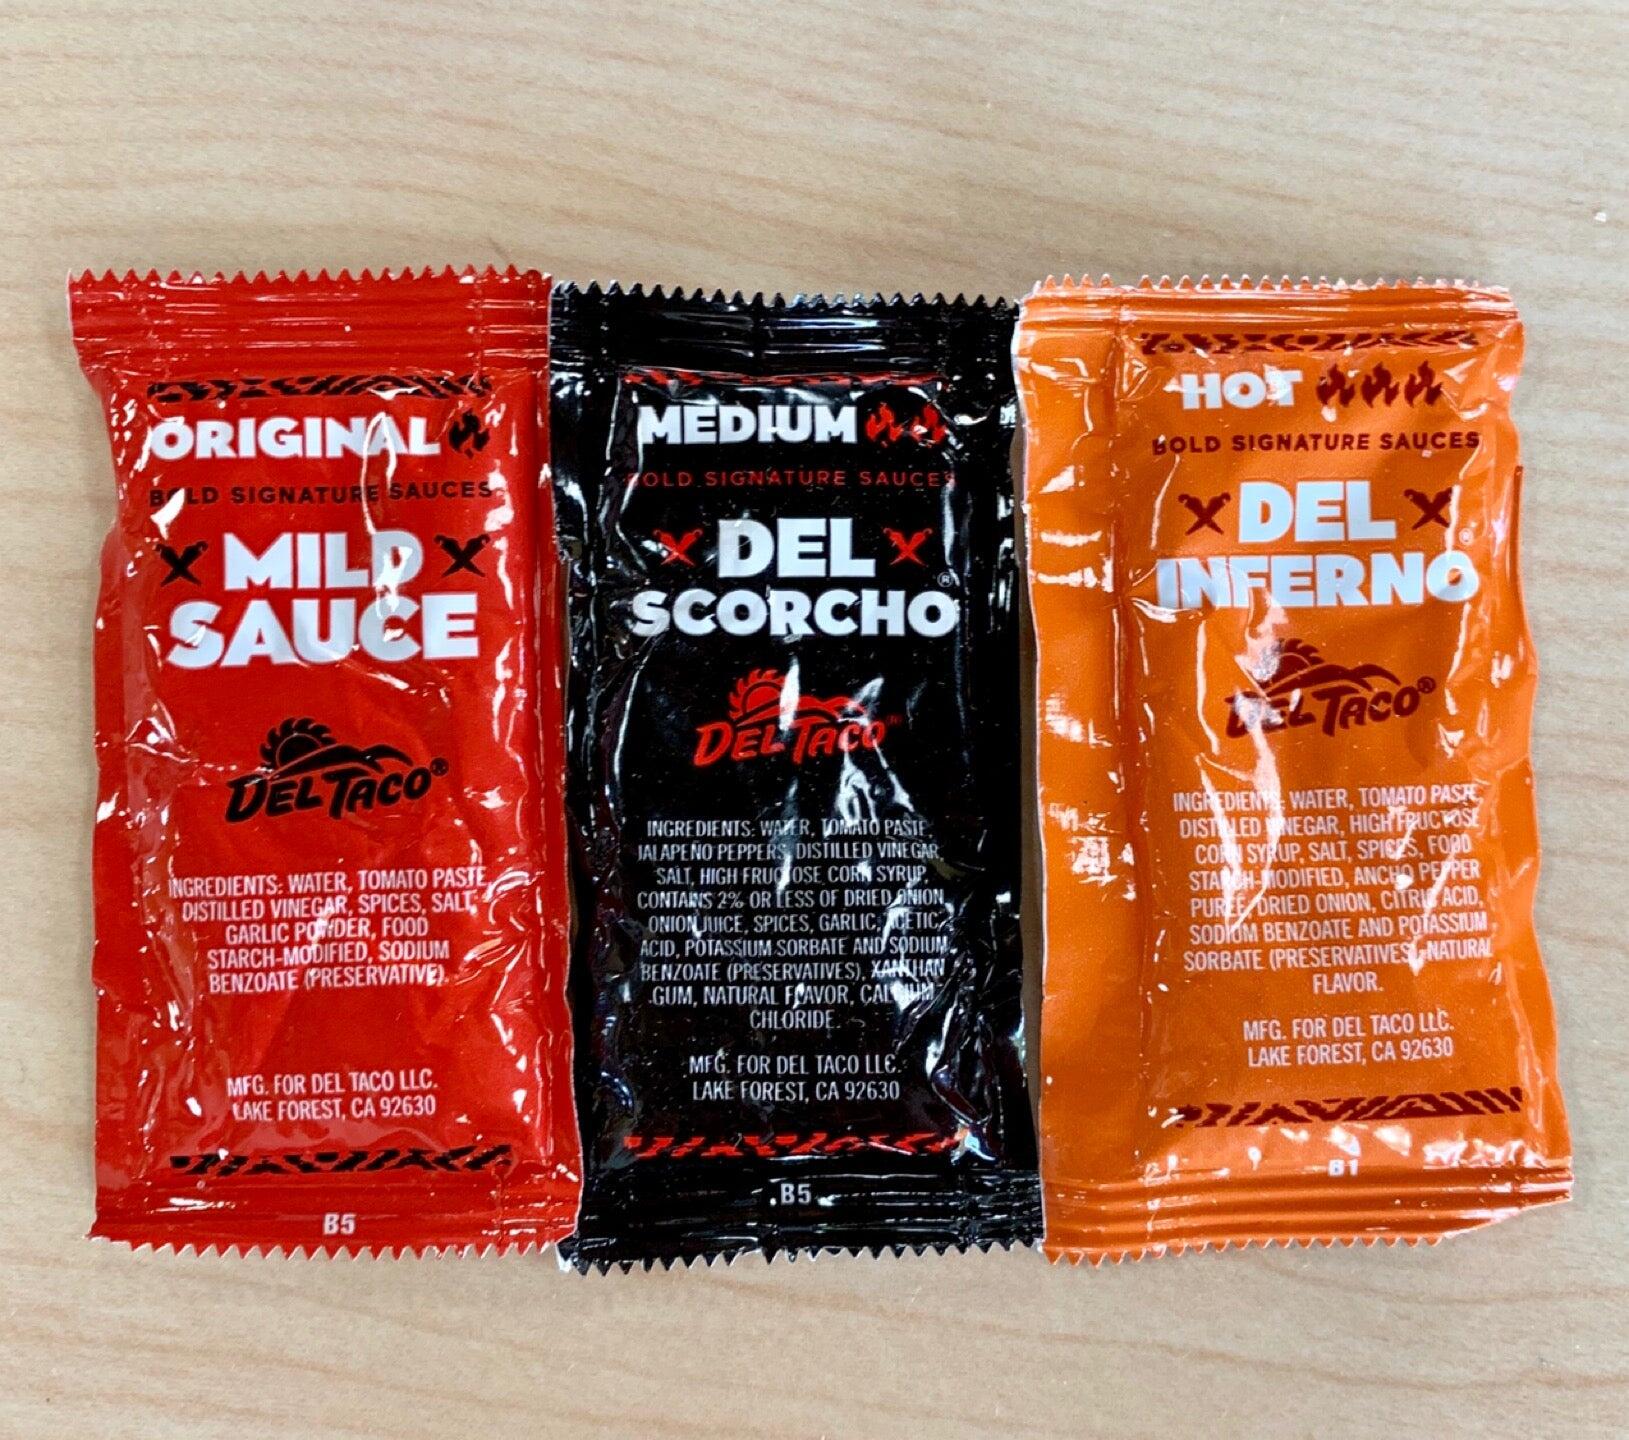 ORIGINAL
BOLD SIGNATURE SAUCES
MILD
SAUCE
DEL TACO®
INGREDIENTS: WATER, TOMATO PASTE,
DISTILLED VINEGAR, SPICES, SALT,
GARLIC POWDER, FOOD
STARCH-MODIFIED, SODIUM
BENZOATE (PRESERVATIVE).
MFG. FOR DEL TACO LLC.
LAKE FOREST, CA 92630
B5
MEDIUM
BOLD SIGNATURE SAUCES
DEL
SCORCHO®
DEL TACO®
INGREDIENTS: WATER, TOMATO PASTE,
JALAPEÑO PEPPERS, DISTILLED VINEGAR,
SALT, HIGH FRUCTOSE CORN SYRUP,
CONTAINS 2% OR LESS OF DRIED ONION,
ONION JUICE, SPICES, GARLIC, ACETIC
ACID, POTASSIUM SORBATE AND SODIUM
BENZOATE (PRESERVATIVES), XANTHAN
GUM, NATURAL FLAVOR, CALCIUM
CHLORIDE.
MFG. FOR DEL TACO LLC.
LAKE FOREST, CA 92630
B5
HOT
BOLD SIGNATURE SAUCES
DEL
INFERNO®
DEL TACO®
INGREDIENTS: WATER, TOMATO PASTE,
DISTILLED VINEGAR, HIGH FRUCTOSE
CORN SYRUP, SALT, SPICES, FOOD
STARCH-MODIFIED, ANCHO PEPPER
PUREE, DRIED ONION, CITRIC ACID,
SODIUM BENZOATE AND POTASSIUM
SORBATE (PRESERVATIVES), NATURAL
FLAVOR.
MFG. FOR DEL TACO LLC.
LAKE FOREST, CA 92630
B1